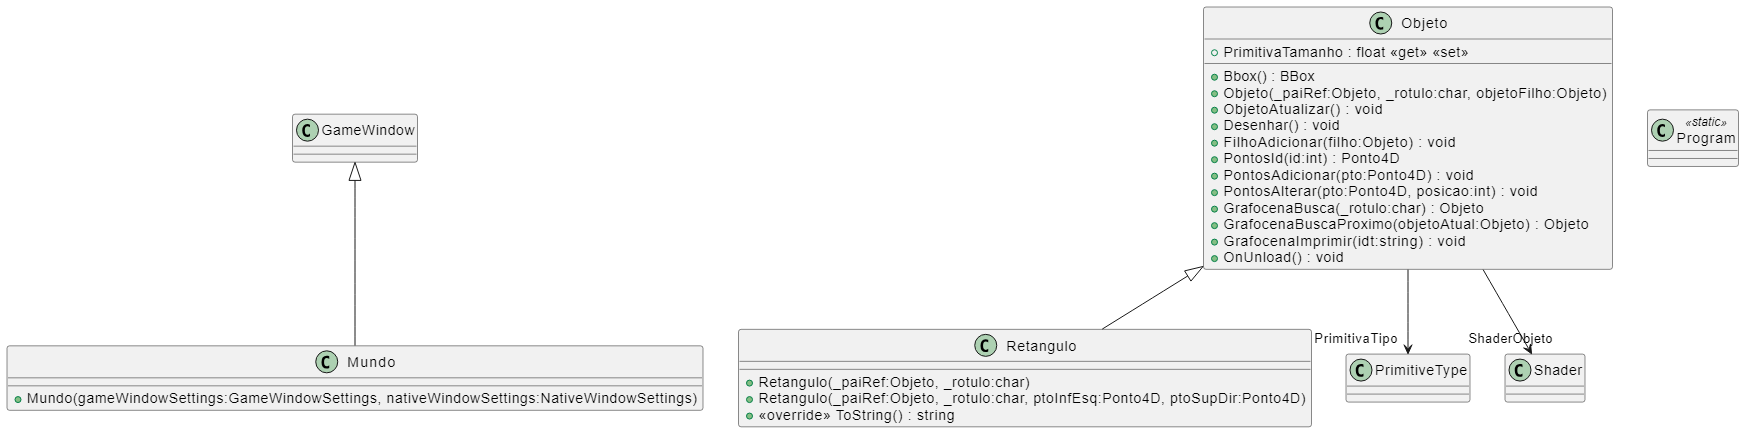 C Objeto
PrimitivaTamanho : float «get» «set»
Bbox() : BBox
Objeto(_paiRef:Objeto, _rotulo:char, objetoFilho:Objeto)
ObjetoAtualizar() : void
Desenhar() : void
FilhoAdicionar(filho:Objeto) : void
PontosId(id:int) : Ponto4D
PontosAdicionar(pto:Ponto4D) : void
PontosAlterar(pto:Ponto4D, posicao:int) : void
GrafocenaBusca(_rotulo:char) : Objeto
GrafocenaBuscaProximo(objetoAtual:Objeto) : Objeto
GrafocenaImprimir(idt:string) : void
OnUnload() : void
C GameWindow
«static»
C Program
C Mundo
Mundo(gameWindowSettings:GameWindowSettings, nativeWindowSettings:NativeWindowSettings)
C Retangulo
Retangulo(_paiRef:Objeto, _rotulo:char)
Retangulo(_paiRef:Objeto, _rotulo:char, ptoInfEsq:Ponto4D, ptoSupDir:Ponto4D)
«override» ToString() : string
PrimitivaTipo
C PrimitiveType
ShaderObjeto
C Shader